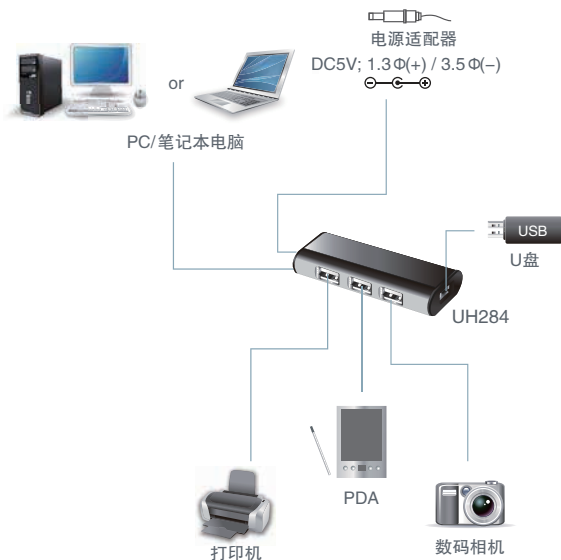 电源适配器
DC5V; 1.3Φ(+) / 3.5Φ(–)
or
PC/笔记本电脑
USB
U盘
UH284
PDA
打印机
数码相机